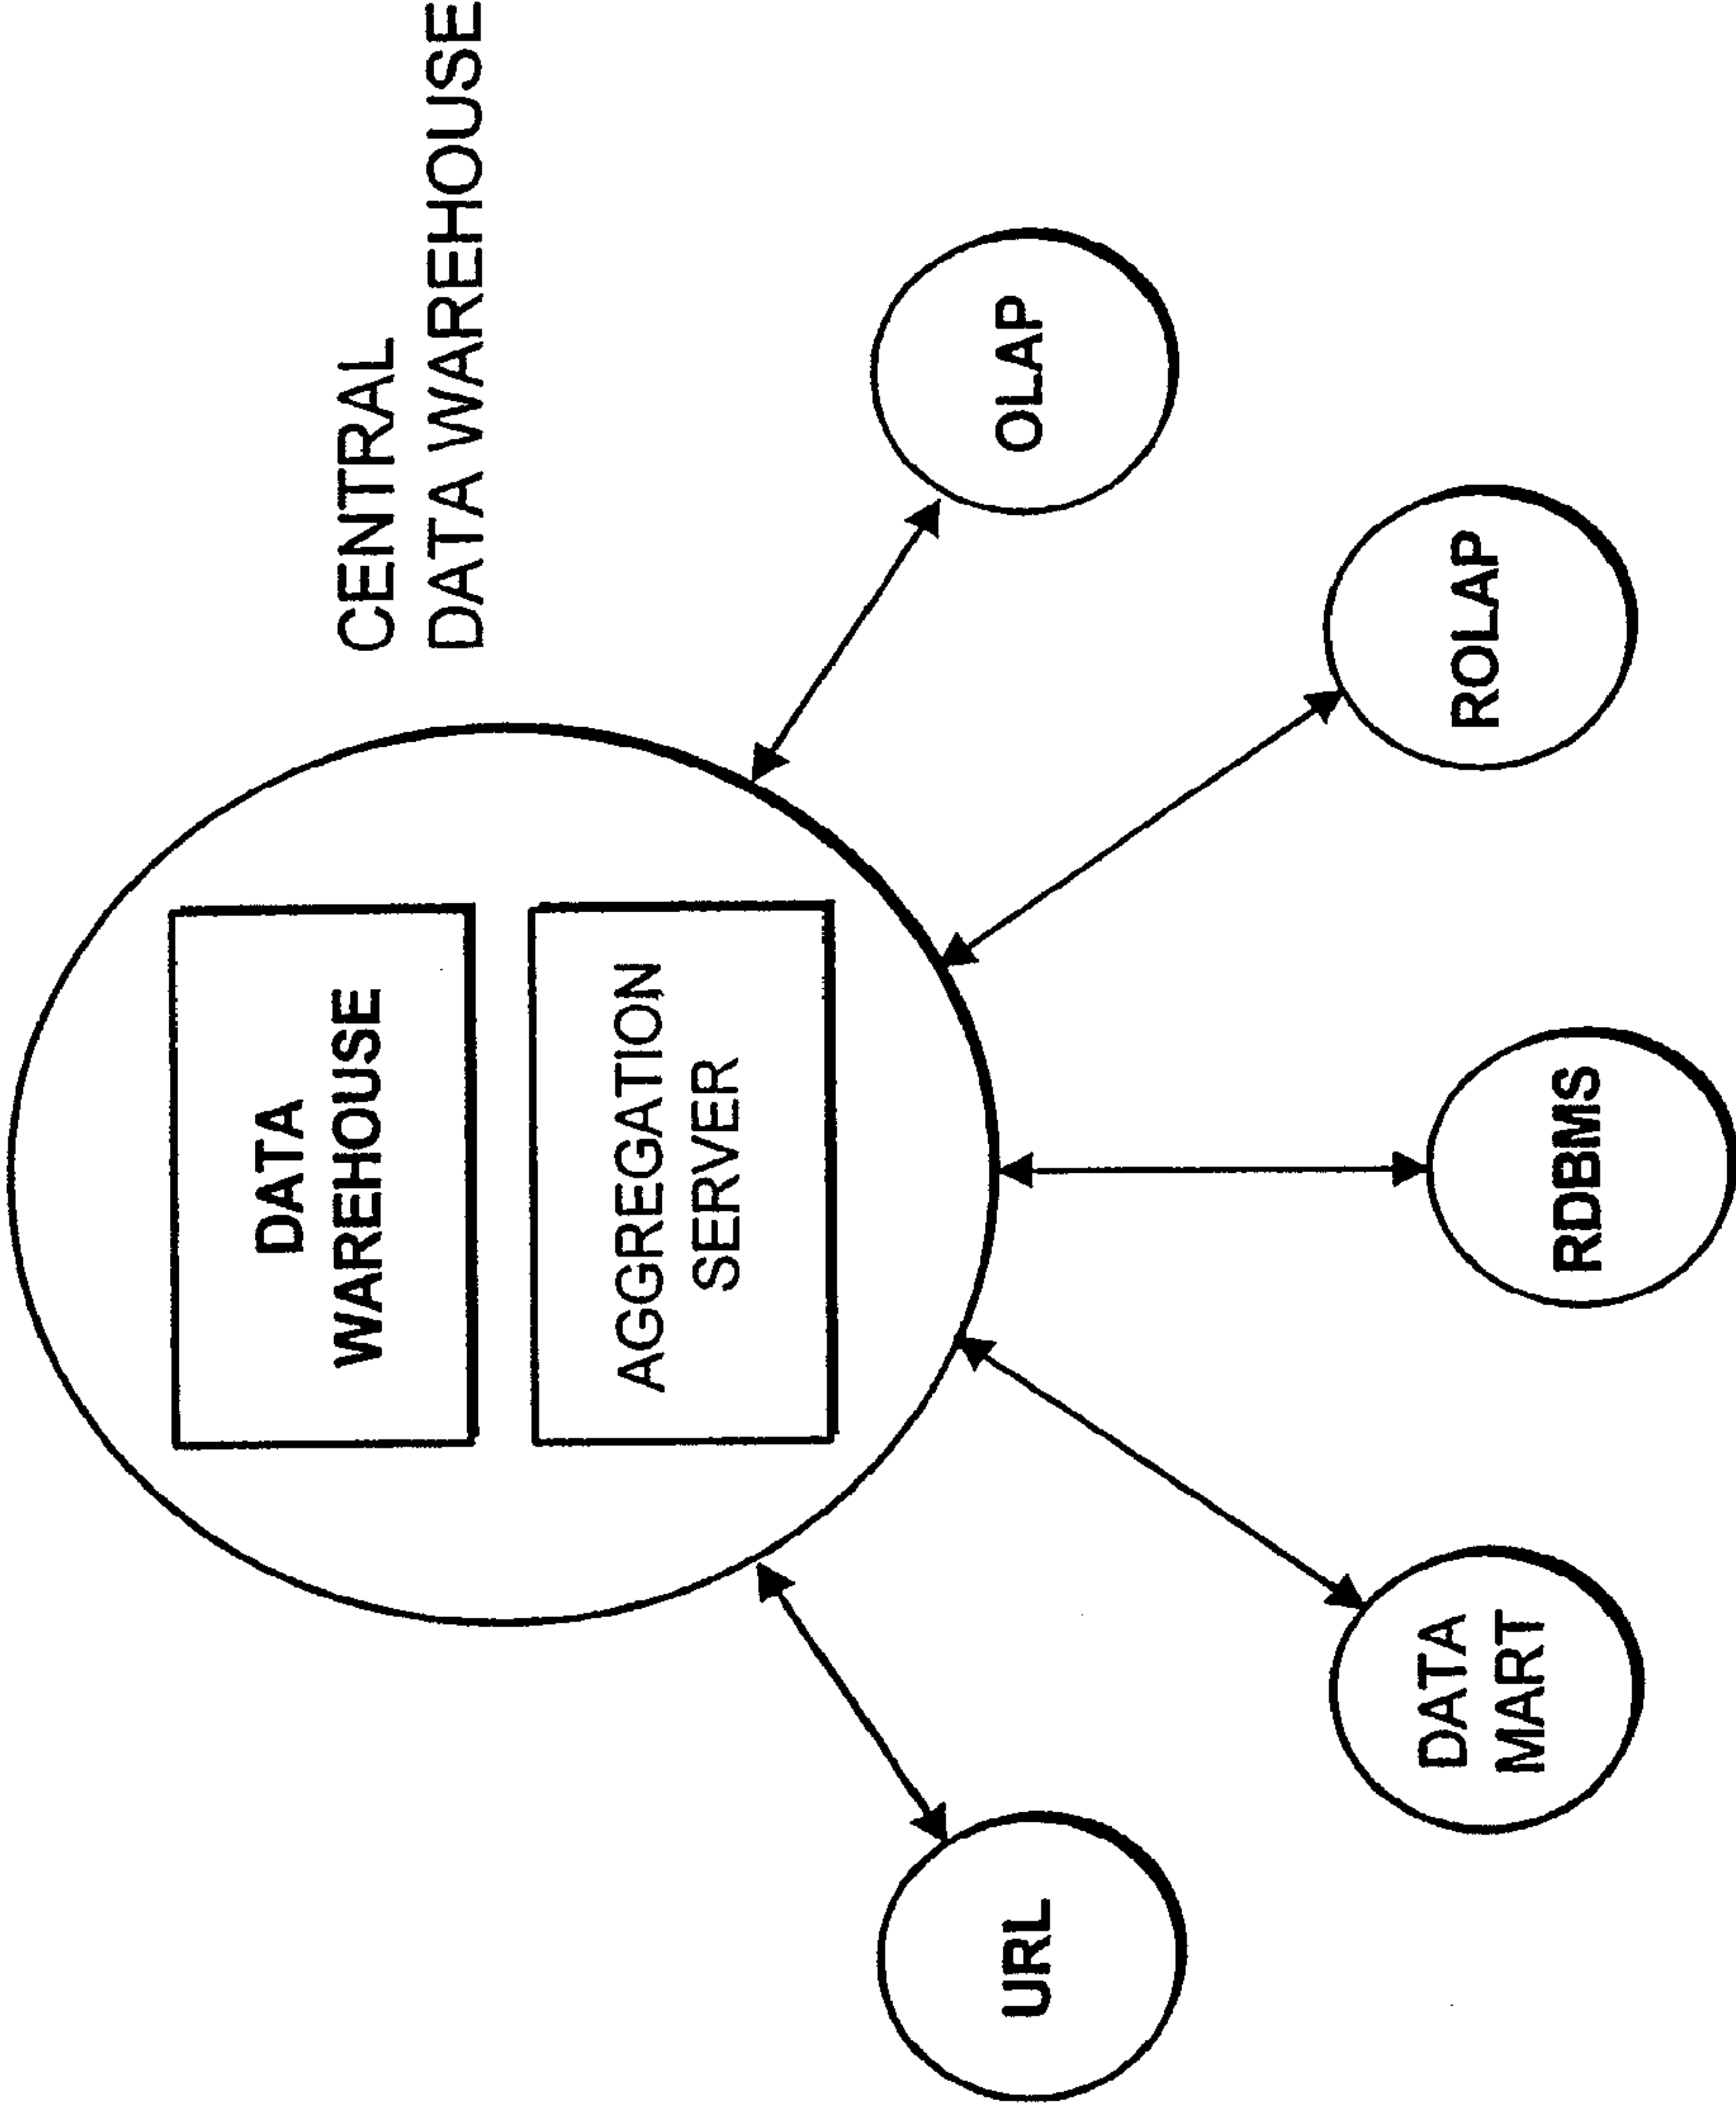 CENTRAL
DATA WAREHOUSE
DATA
WAREHOUSE
AGGREGATION
SERVER
URL
DATA
MART
RDBMS
ROLAP
OLAP